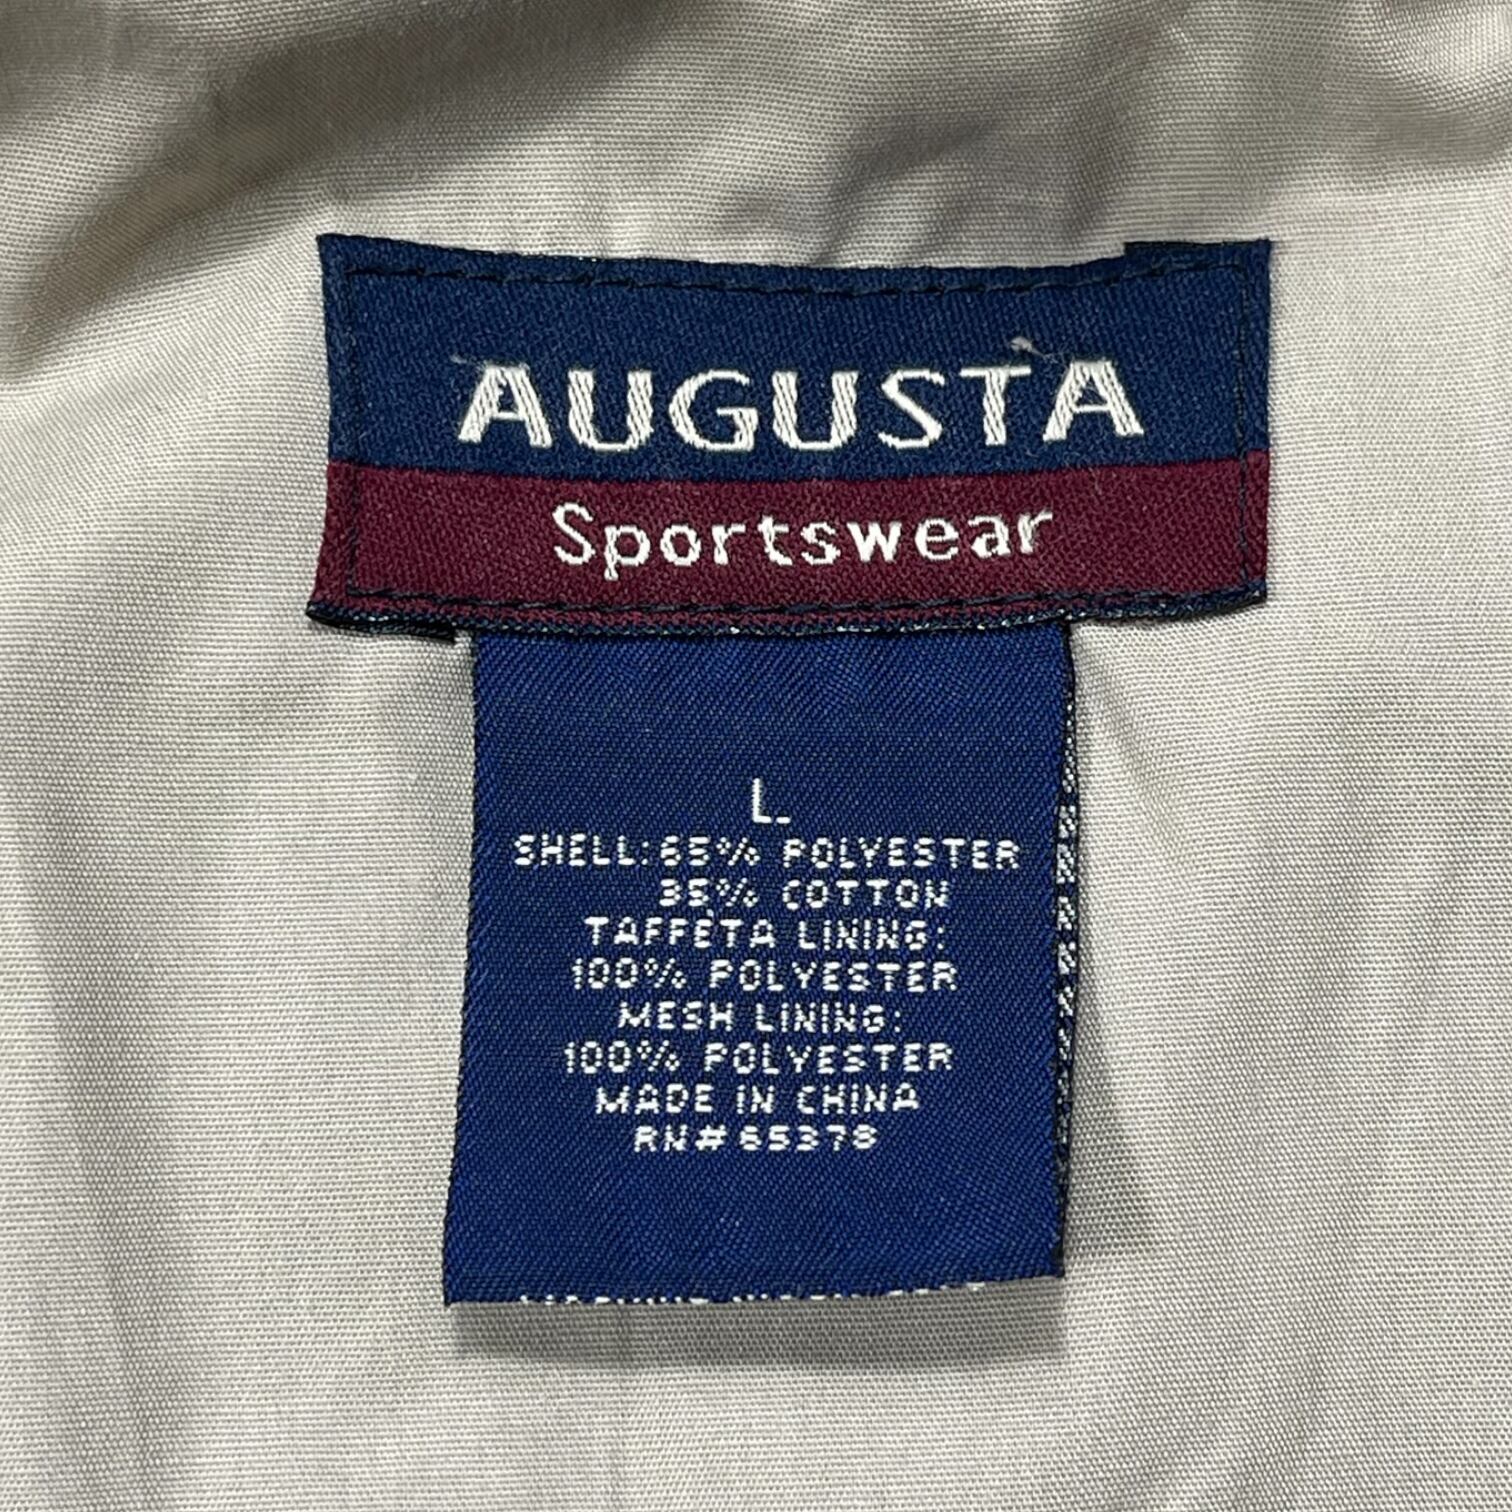 AUGUSTA
Sportswear
L.
SHELL:65% POLYESTER
35% COTTON
TAFFETA LINING:
100% POLYESTER
MESH LINING:
100% POLYESTER
MADE IN CHINA
RN#65378